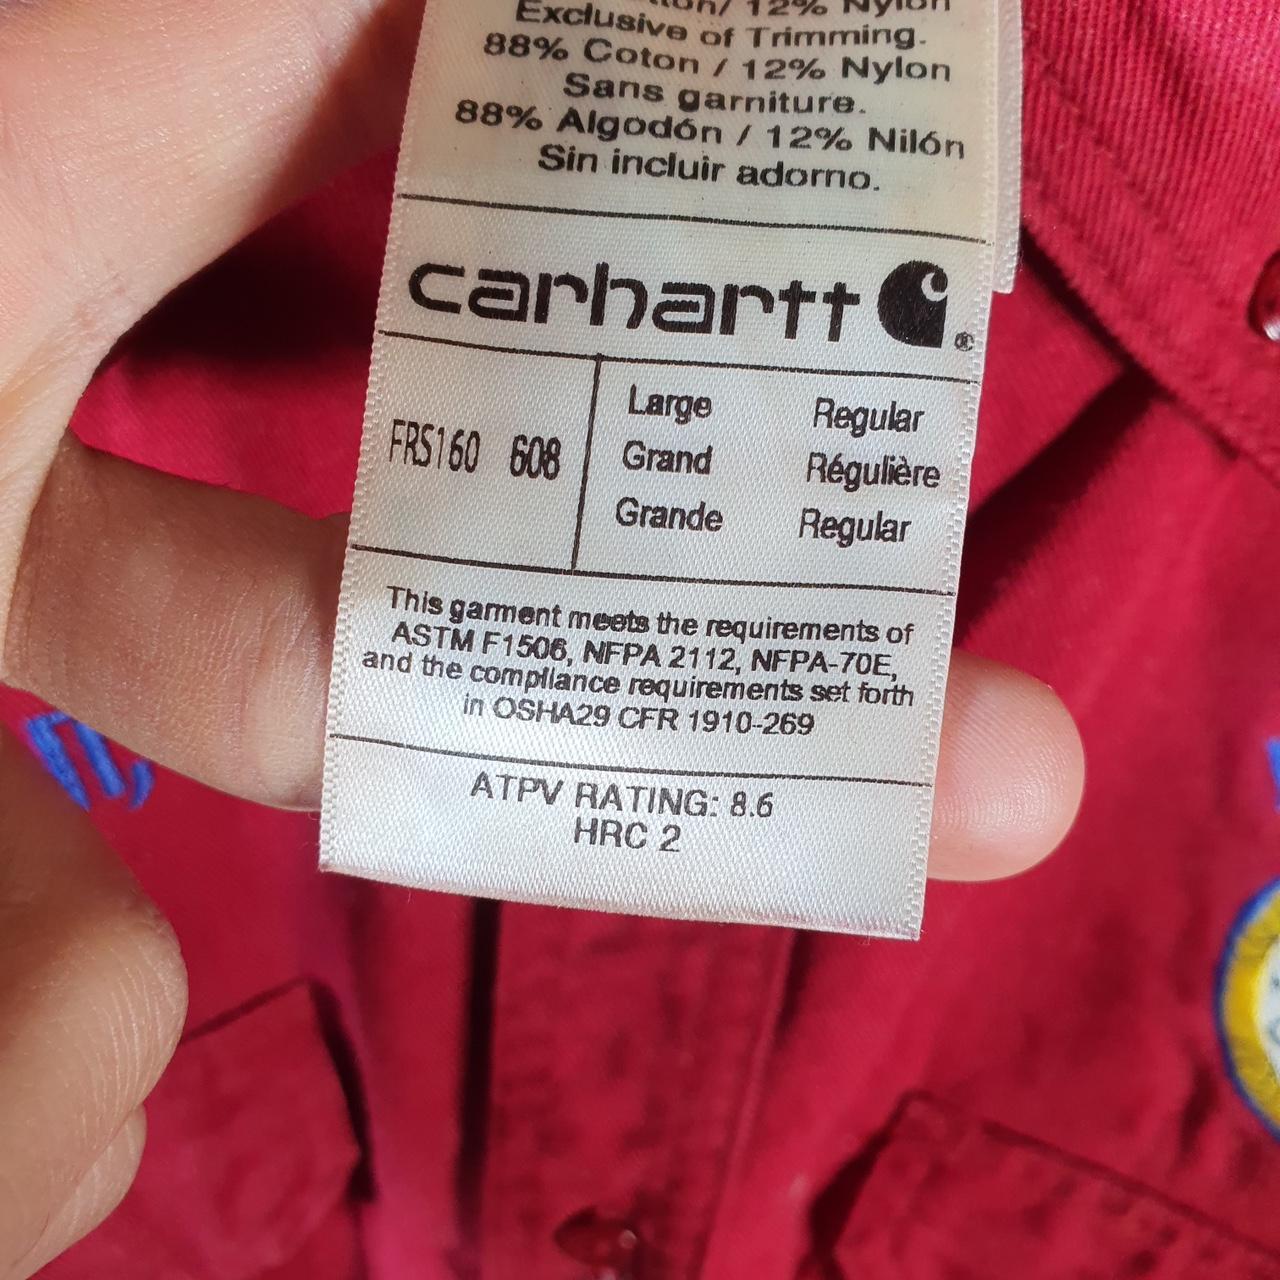 12% Nylon
Exclusive of Trimming.
88% Coton / 12% Nylon
Sans garniture.
88% Algodón / 12% Nilón
Sin incluir adorno.
carhartt ®
FRS160 608
Large Regular
Grand Régulière
Grande Regular
This garment meets the requirements of
ASTM F1506, NFPA 2112, NFPA-70E,
and the compliance requirements set forth
in OSHA29 CFR 1910-269
ATPV RATING: 8.6
HRC 2